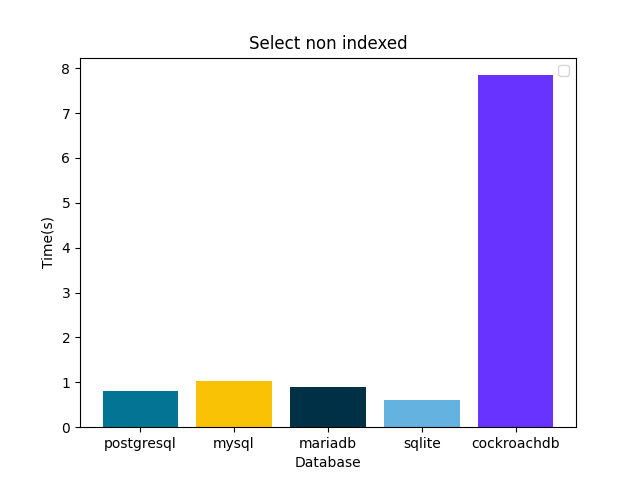 Select non indexed
8
7
6
5
4
3
2
1
0
Time(s)
postgresql mysql mariadb sqlite cockroachdb
Database